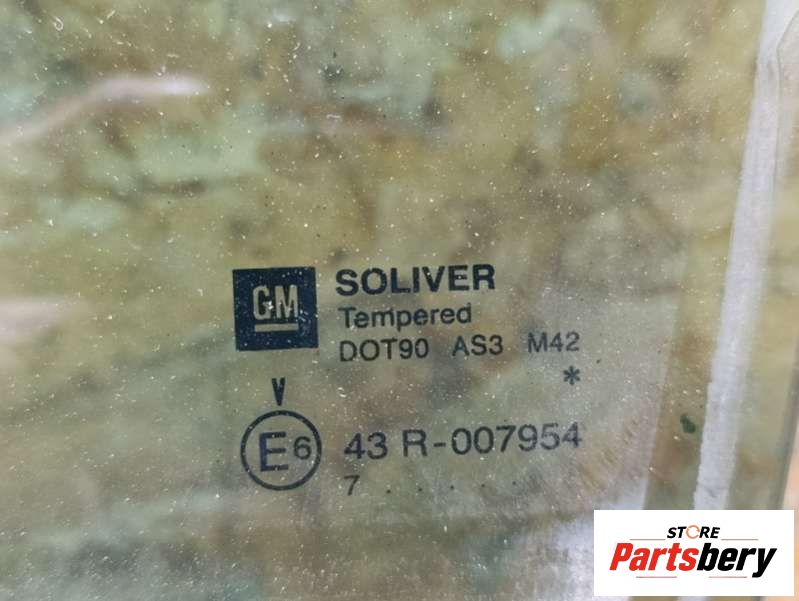 GM SOLIVER
Tempered
DOT90 AS3 M42
*
V
E6 43 R-007954
7 . . . . .
STORE
Partsbery